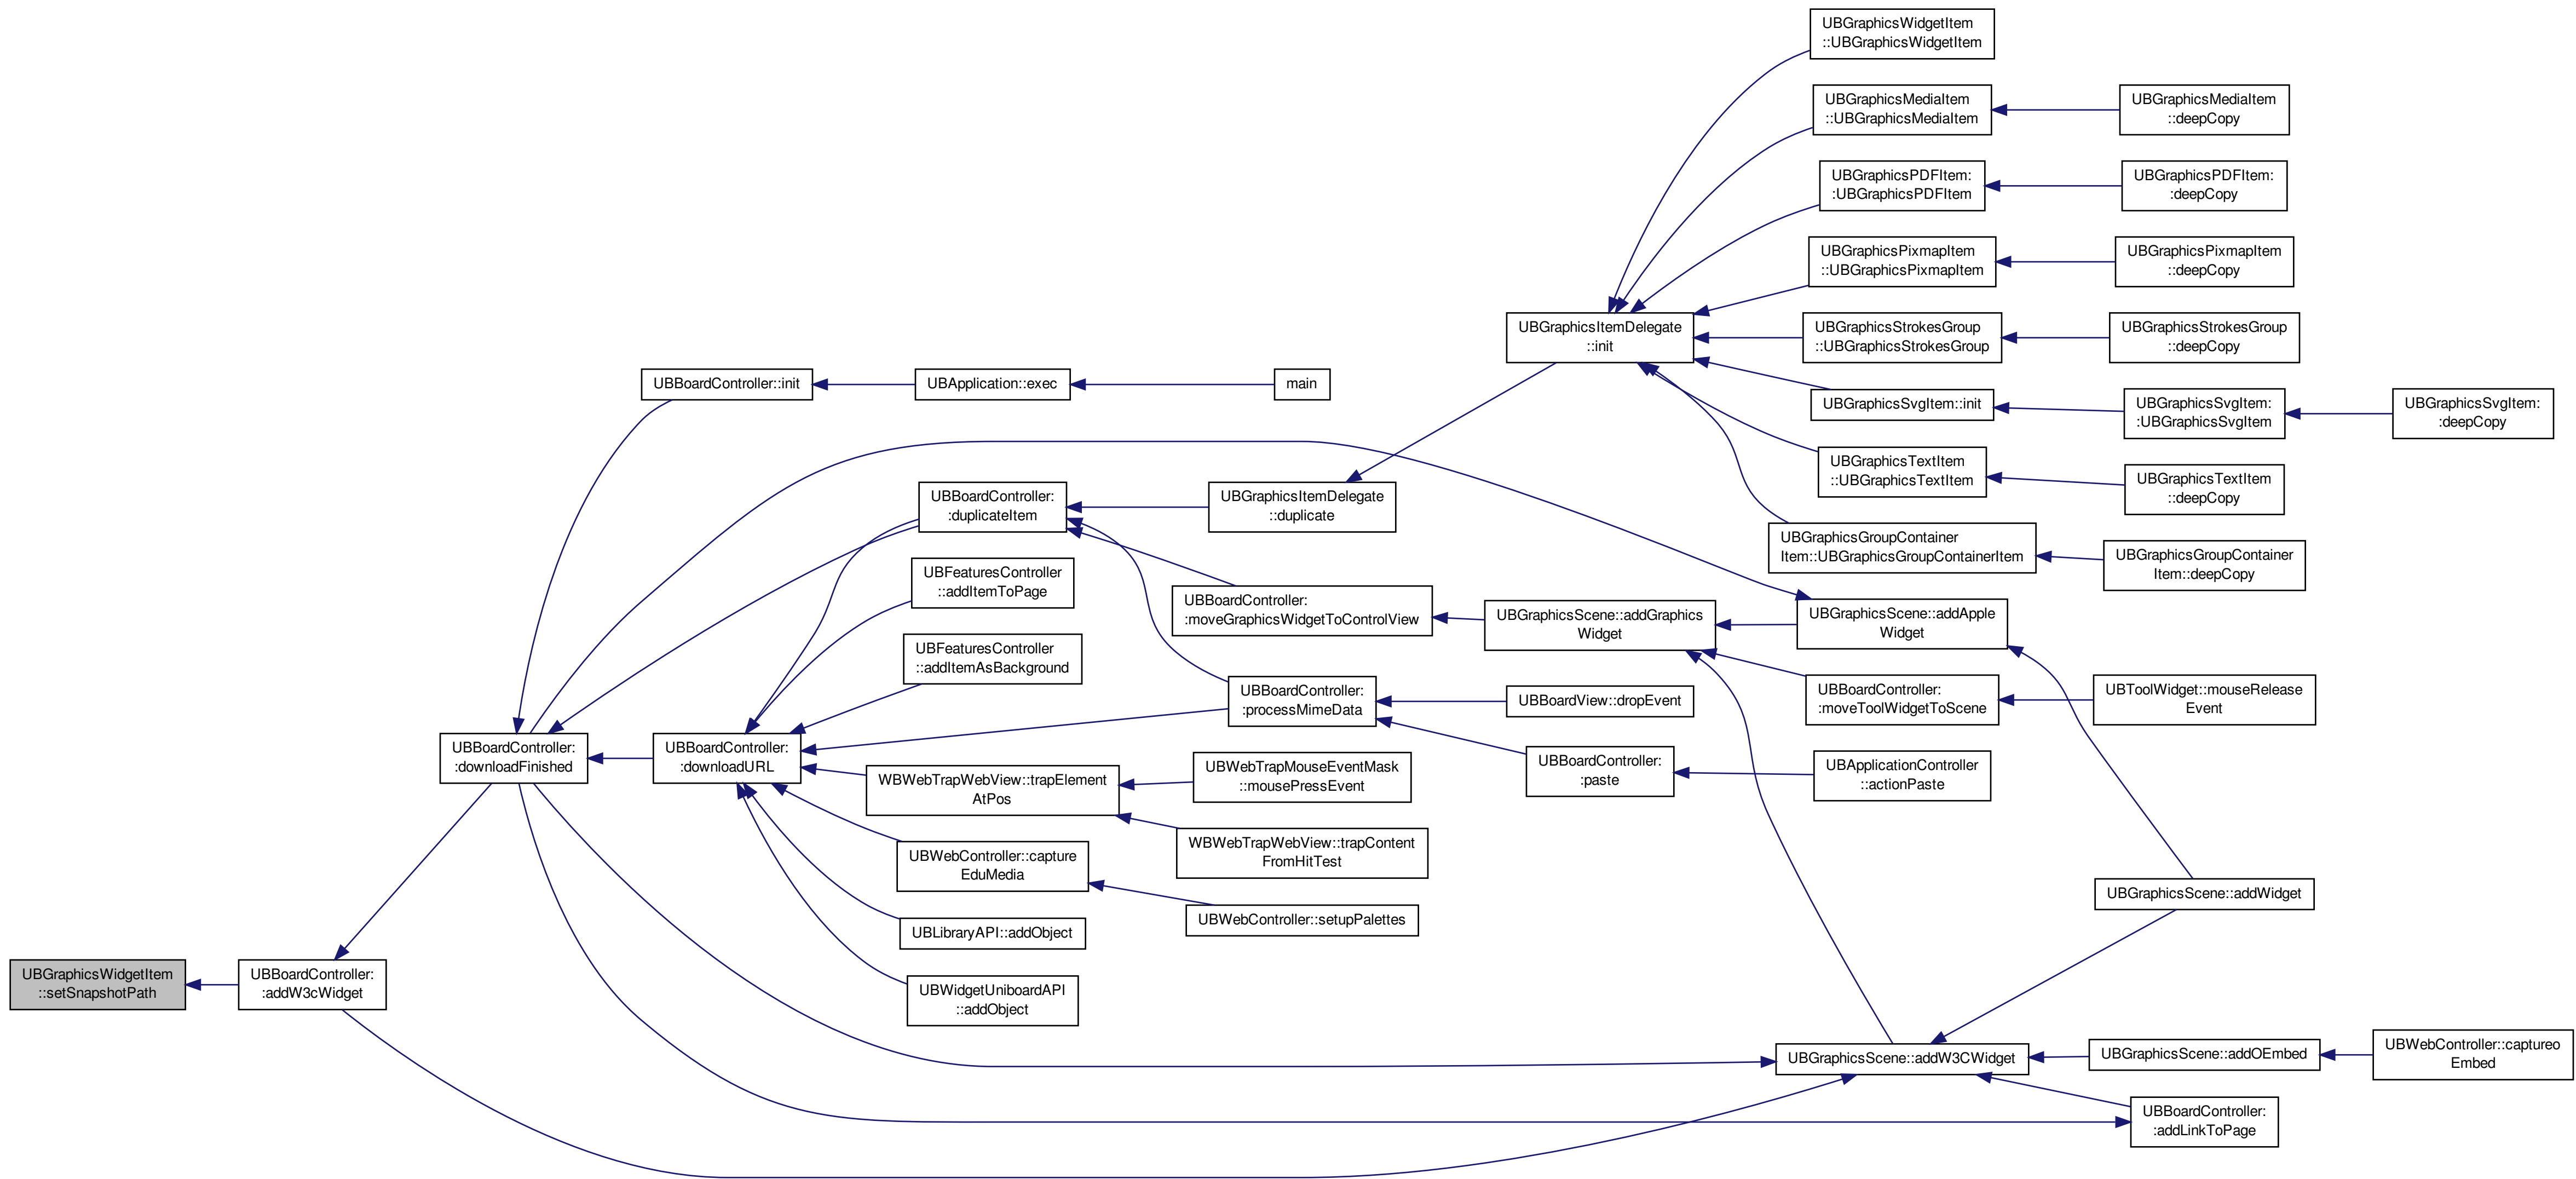 UBGraphicsWidgetItem
::UBGraphicsWidgetItem
UBGraphicsMediaItem
::UBGraphicsMediaItem
UBGraphicsMediaItem
::deepCopy
UBGraphicsPDFItem:
:UBGraphicsPDFItem
UBGraphicsPDFItem:
:deepCopy
UBGraphicsPixmapItem
::UBGraphicsPixmapItem
UBGraphicsPixmapItem
::deepCopy
UBGraphicsItemDelegate
::init
UBGraphicsStrokesGroup
::UBGraphicsStrokesGroup
UBGraphicsStrokesGroup
::deepCopy
UBBoardController::init
UBApplication::exec
main
UBGraphicsSvgItem::init
UBGraphicsSvgItem:
:UBGraphicsSvgItem
UBGraphicsSvgItem:
:deepCopy
UBGraphicsTextItem
::UBGraphicsTextItem
UBGraphicsTextItem
::deepCopy
UBBoardController:
:duplicateItem
UBGraphicsItemDelegate
::duplicate
UBGraphicsGroupContainer
Item::UBGraphicsGroupContainerItem
UBGraphicsGroupContainer
Item::deepCopy
UBFeaturesController
::addItemToPage
UBBoardController:
:moveGraphicsWidgetToControlView
UBGraphicsScene::addGraphics
Widget
UBGraphicsScene::addApple
Widget
UBFeaturesController
::addItemAsBackground
UBBoardController:
:processMimeData
UBBoardView::dropEvent
UBBoardController:
:moveToolWidgetToScene
UBToolWidget::mouseRelease
Event
UBBoardController:
:downloadFinished
UBBoardController:
:downloadURL
WBWebTrapWebView::trapElement
AtPos
UBWebTrapMouseEventMask
::mousePressEvent
UBBoardController:
:paste
UBApplicationController
::actionPaste
WBWebTrapWebView::trapContent
FromHitTest
UBWebController::capture
EduMedia
UBWebController::setupPalettes
UBGraphicsScene::addWidget
UBLibraryAPI::addObject
UBGraphicsWidgetItem
::setSnapshotPath
UBBoardController:
:addW3cWidget
UBWidgetUniboardAPI
::addObject
UBGraphicsScene::addW3CWidget
UBGraphicsScene::addOEmbed
UBWebController::captureo
Embed
UBBoardController:
:addLinkToPage